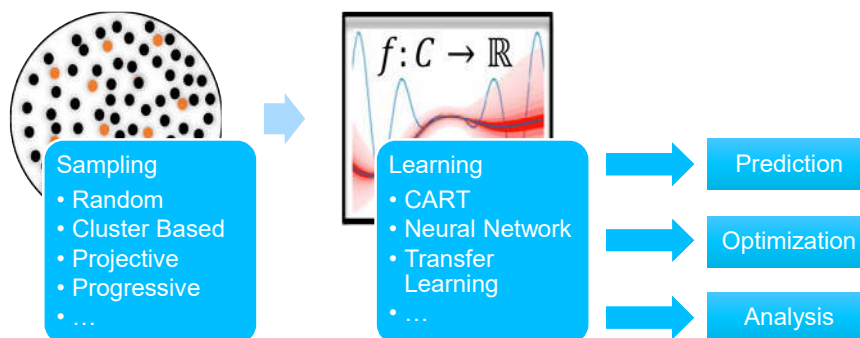 f: C → ℝ
Sampling
• Random
• Cluster Based
• Projective
• Progressive
• …
Learning
• CART
• Neural Network
• Transfer
Learning
• …
Prediction
Optimization
Analysis